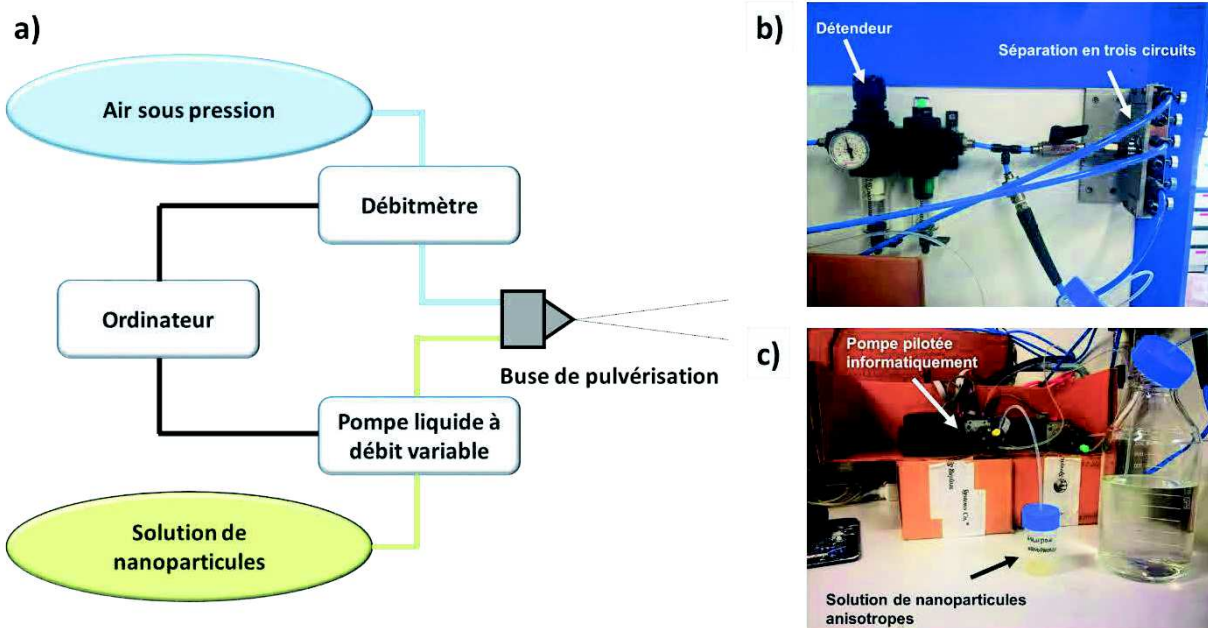 a)
Air sous pression
Débitmètre
Ordinateur
Buse de pulvérisation
Pompe liquide à
débit variable
Solution de
nanoparticules
b)
Détendeur
Séparation en trois circuits
c)
Pompe pilotée
informatiquement
Solution de nanoparticules
anisotropes